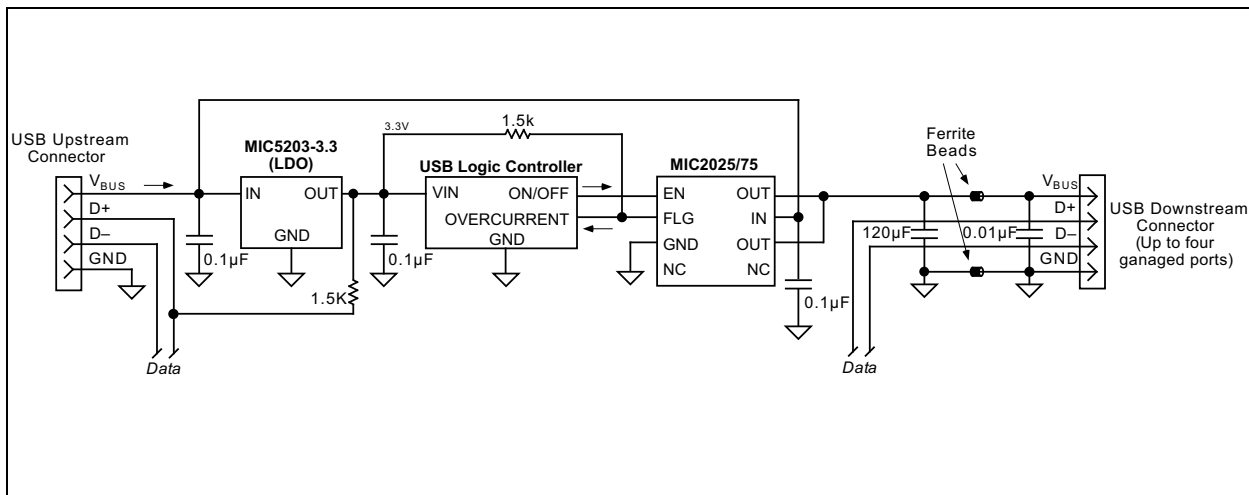 USB Upstream
Connector
VBUS
D+
D–
GND
0.1µF
Data
MIC5203-3.3
(LDO)
IN
OUT
GND
1.5K
3.3V
1.5k
0.1µF
USB Logic Controller
VIN
ON/OFF
OVERCURRENT
GND
MIC2025/75
EN
FLG
GND
NC
OUT
IN
OUT
NC
0.1µF
Ferrite
Beads
120µF
0.01µF
VBUS
D+
D–
GND
Data
USB Downstream
Connector
(Up to four
ganaged ports)